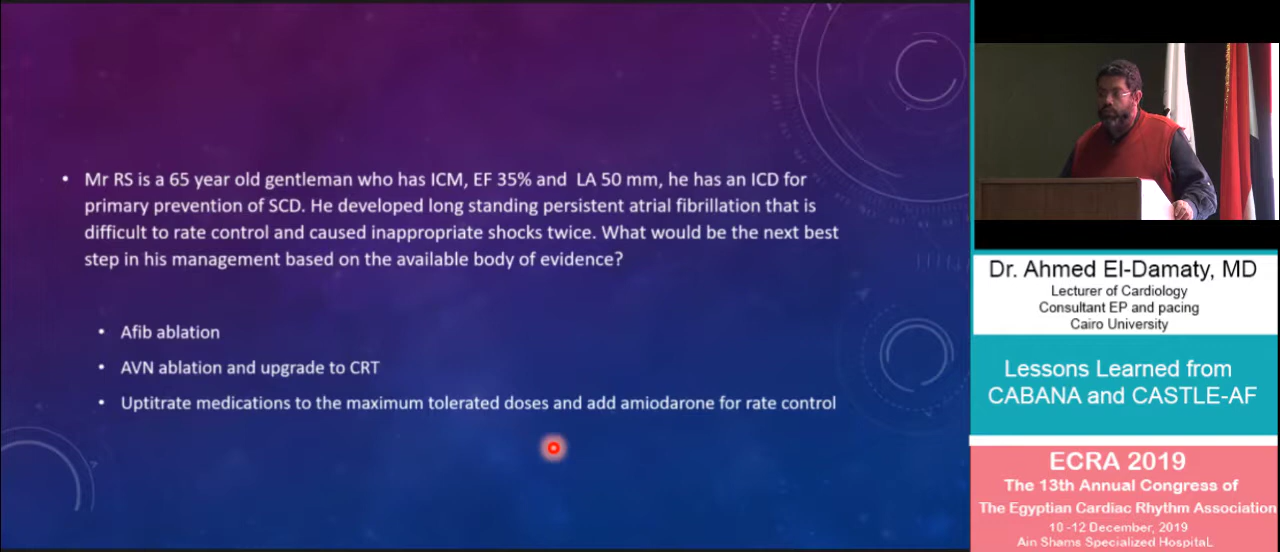 • Mr RS is a 65 year old gentleman who has ICM, EF 35% and LA 50 mm, he has an ICD for
primary prevention of SCD. He developed long standing persistent atrial fibrillation that is
difficult to rate control and caused inappropriate shocks twice. What would be the next best
step in his management based on the available body of evidence?
• Afib ablation
• AVN ablation and upgrade to CRT
• Uptitrate medications to the maximum tolerated doses and add amiodarone for rate control
Dr. Ahmed El-Damaty, MD
Lecturer of Cardiology
Consultant EP and pacing
Cairo University
Lessons Learned from
CABANA and CASTLE-AF
ECRA 2019
The 13th Annual Congress of
The Egyptian Cardiac Rhythm Association
10 -12 December, 2019
Ain Shams Specialized HospitaL